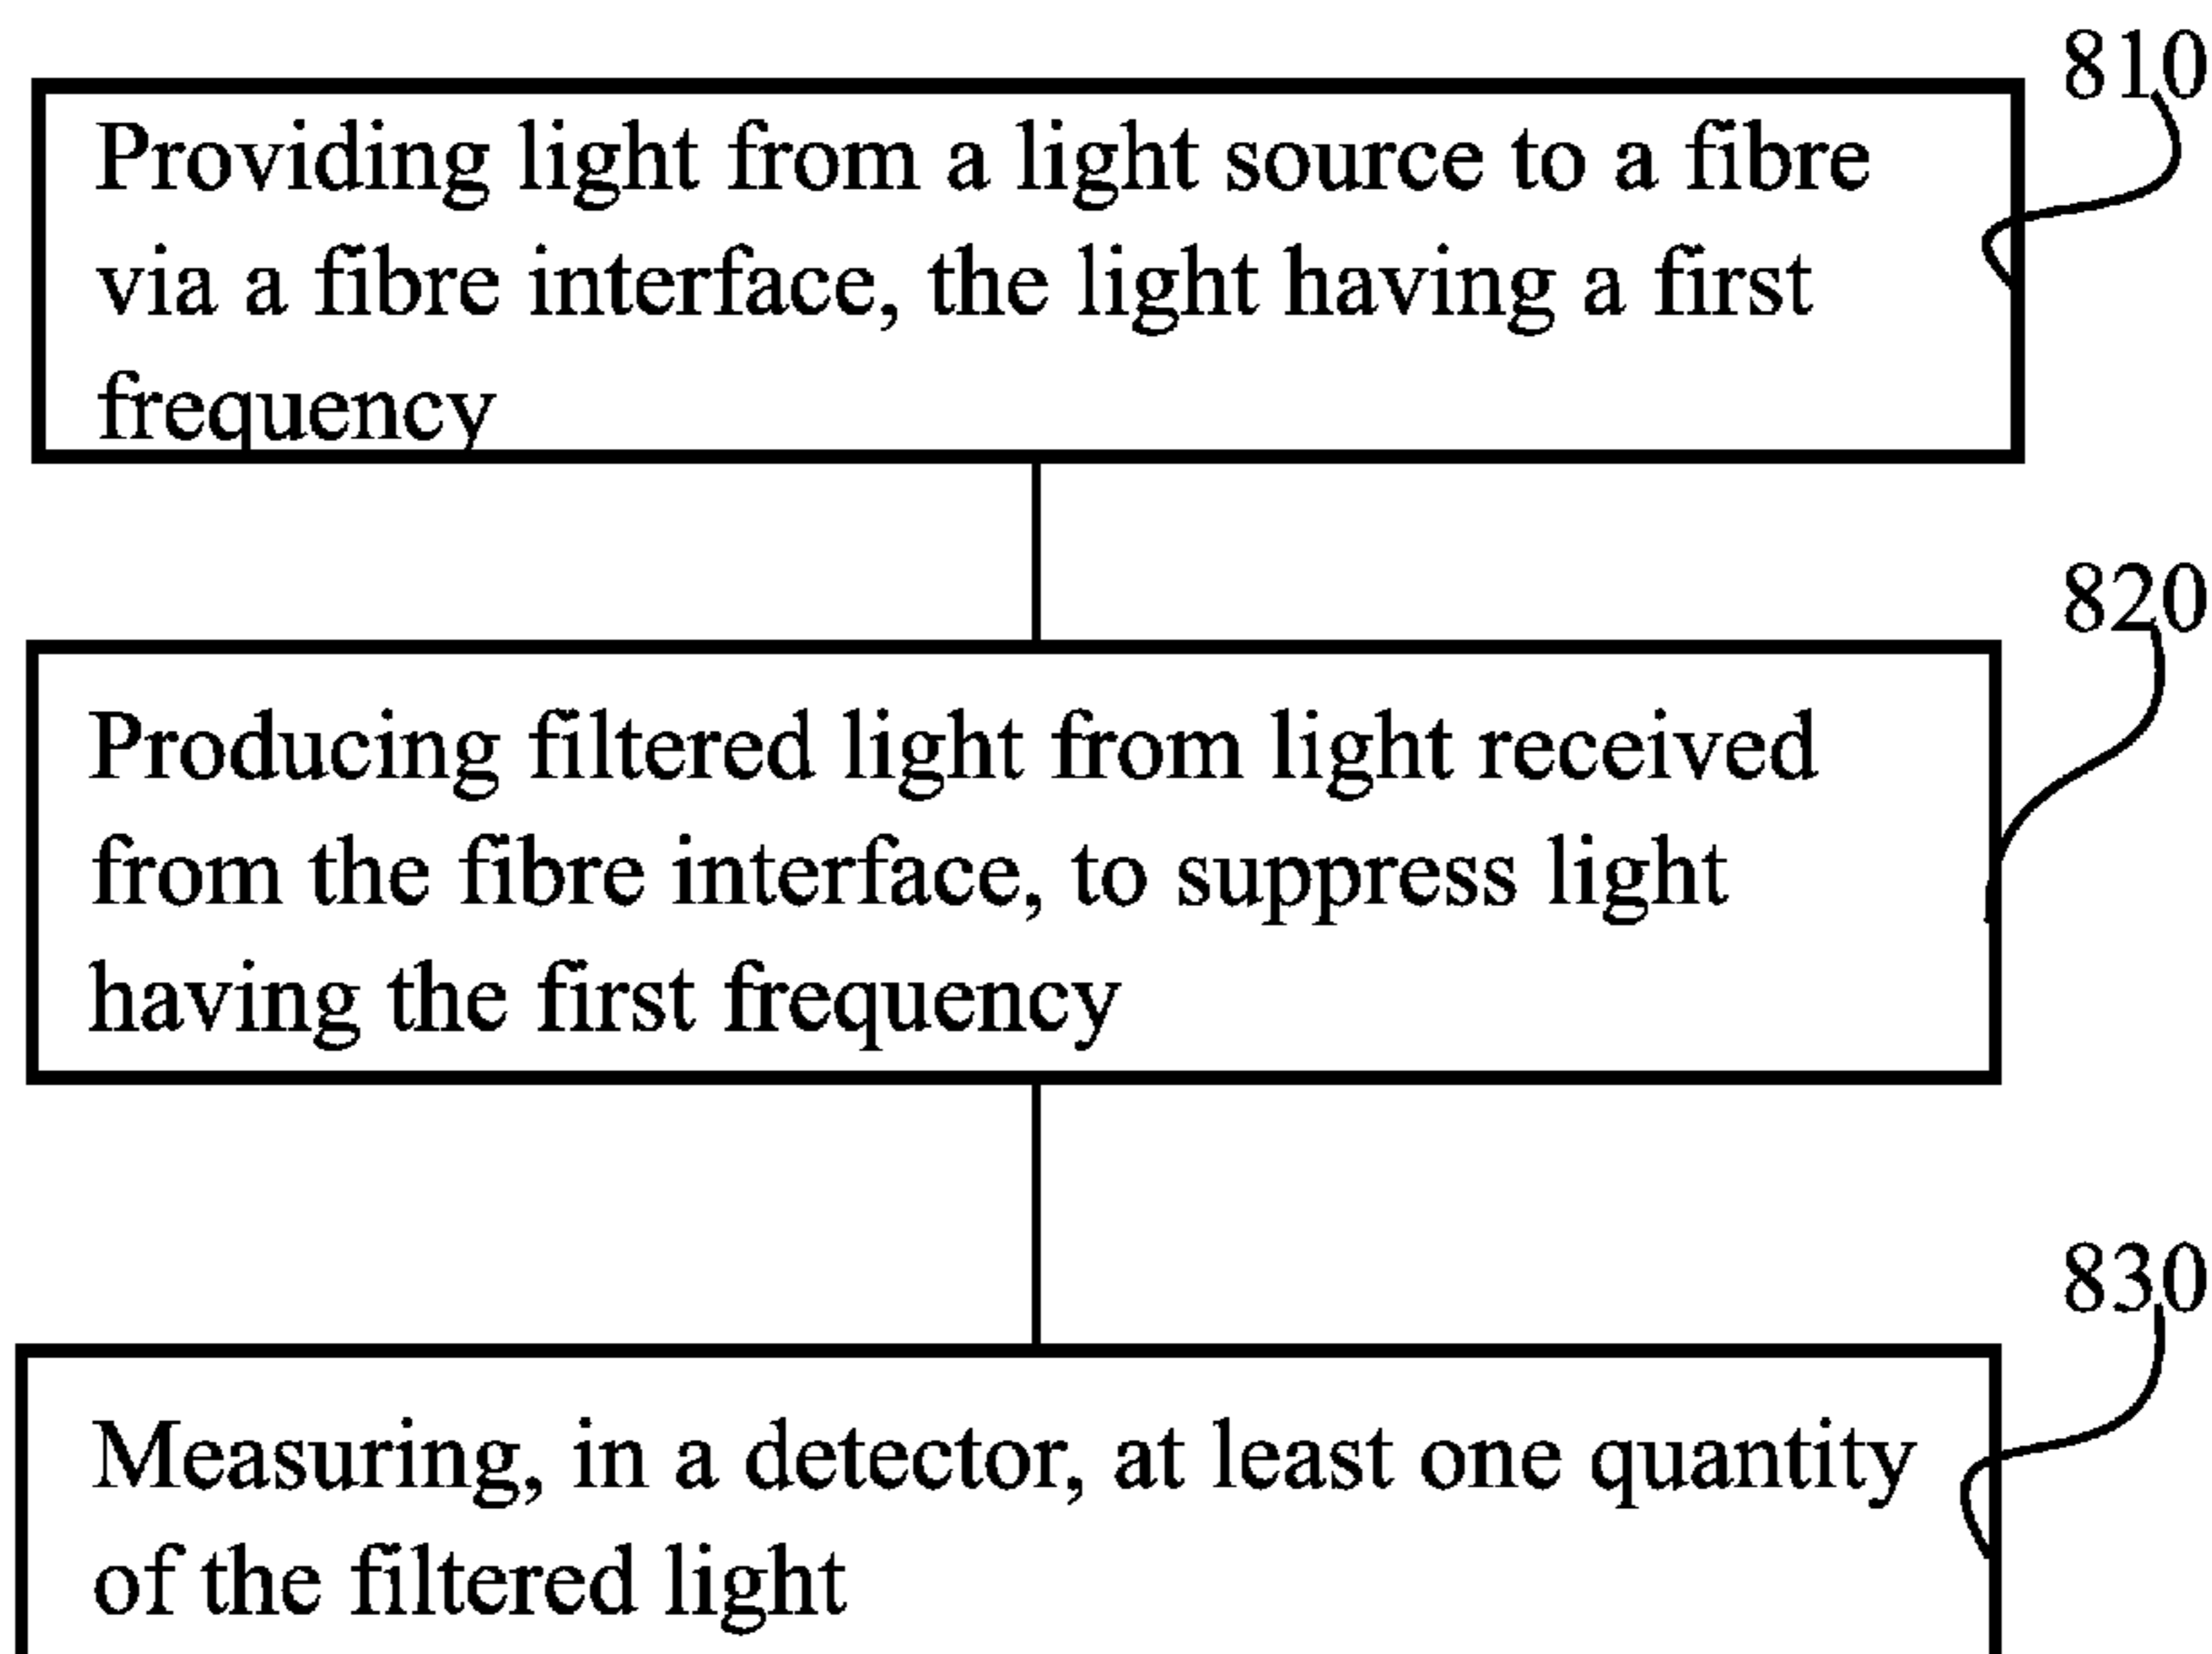 810
Providing light from a light source to a fibre
via a fibre interface, the light having a first
frequency
820
Producing filtered light from light received
from the fibre interface, to suppress light
having the first frequency
830
Measuring, in a detector, at least one quantity
of the filtered light